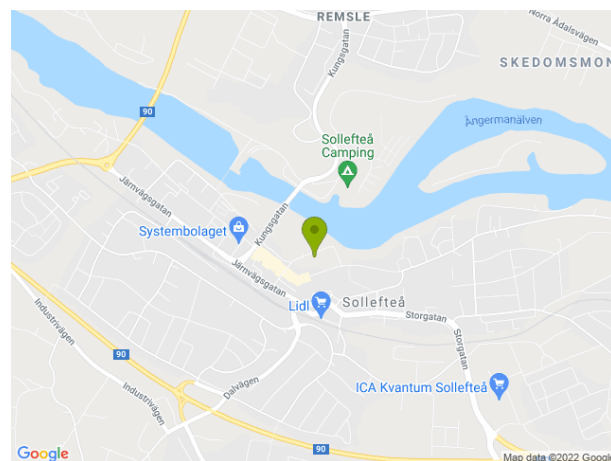 REMSLE
Norra Ådalsvägen
Kungsgatan
SKEDOMSMON
90
Ångermanälven
Sollefteå
Camping
Järnvägsgatan
Kungsgatan
Systembolaget
Järnvägsgatan
Lidl
Sollefteå
Storgatan
Industrivägen
Storgatan
90
ICA Kvantum Sollefteå
Dalvägen
Industrivägen
90
Google
Map data ©2022 Google